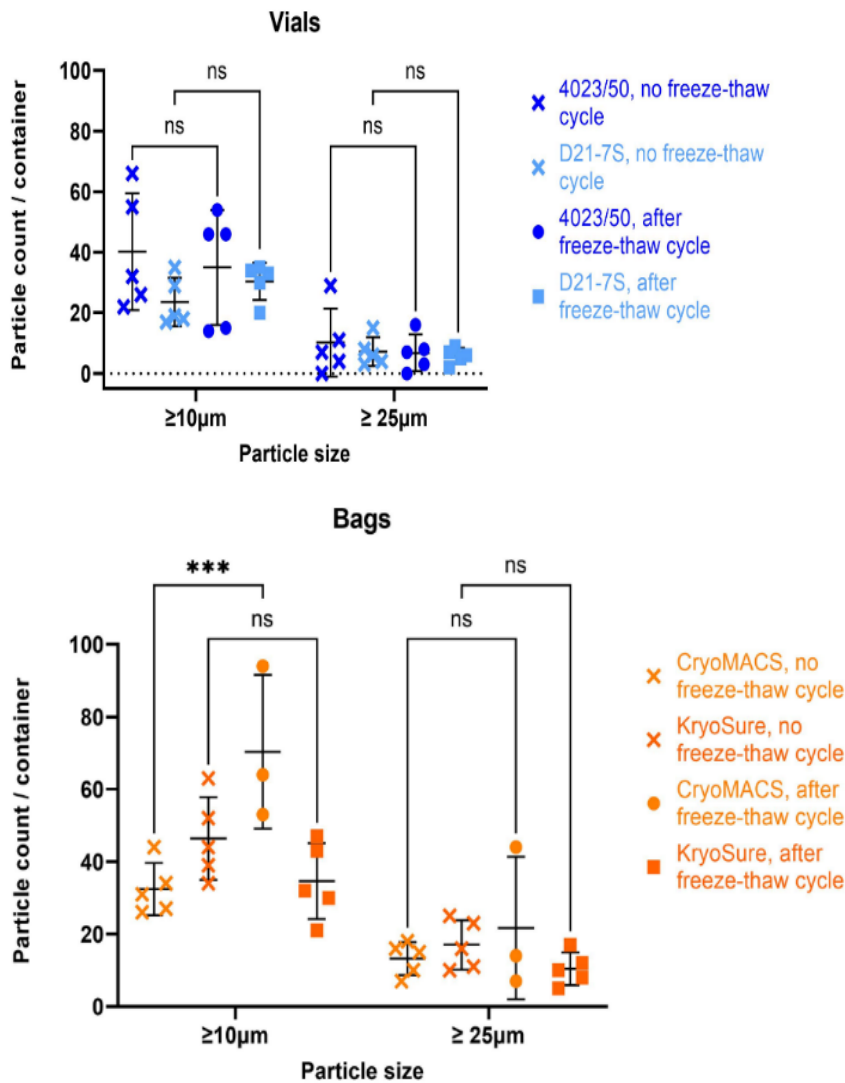 Vials
Particle count / container
100
80
60
40
20
0
ns
ns
ns
ns
≥10µm
≥ 25µm
Particle size
4023/50, no freeze-thaw
cycle
D21-7S, no freeze-thaw
cycle
4023/50, after
freeze-thaw cycle
D21-7S, after
freeze-thaw cycle
Bags
Particle count / container
100
80
60
40
20
0
***
ns
ns
ns
≥10µm
≥ 25µm
Particle size
CryoMACS, no
freeze-thaw cycle
KryoSure, no
freeze-thaw cycle
CryoMACS, after
freeze-thaw cycle
KryoSure, after
freeze-thaw cycle